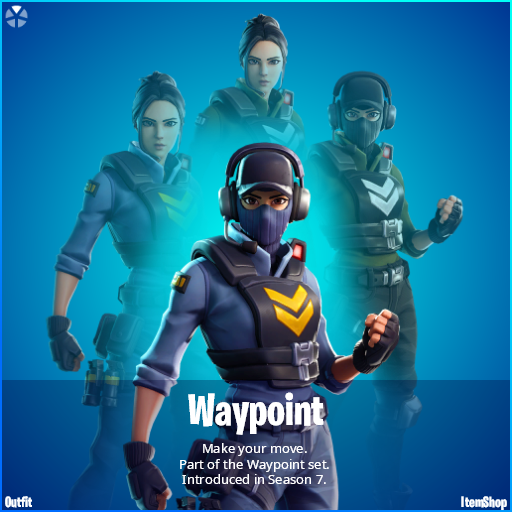 Waypoint
Make your move.
Part of the Waypoint set.
Introduced in Season 7.
Outfit
ItemShop